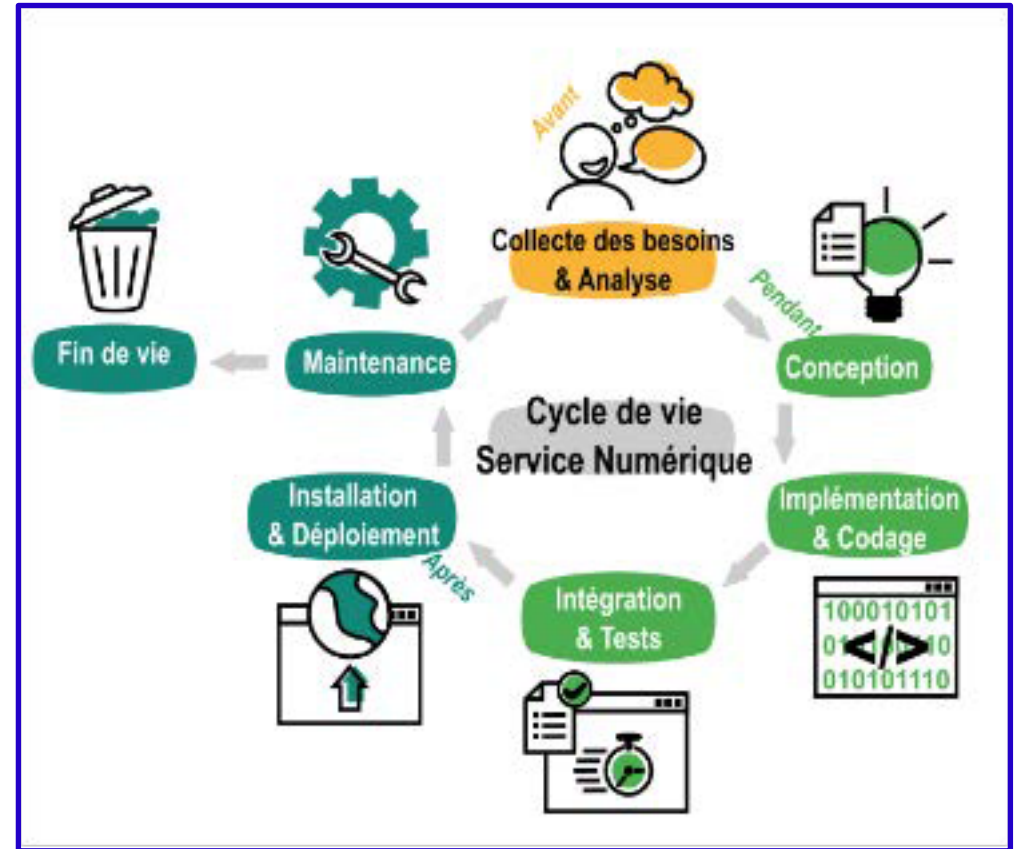 Avant
Collecte des besoins
& Analyse
Pendant
Conception
Implémentation
& Codage
100010101
</>
010101110
Intégration
& Tests
Après
Installation
& Déploiement
Maintenance
Fin de vie
Cycle de vie
Service Numérique